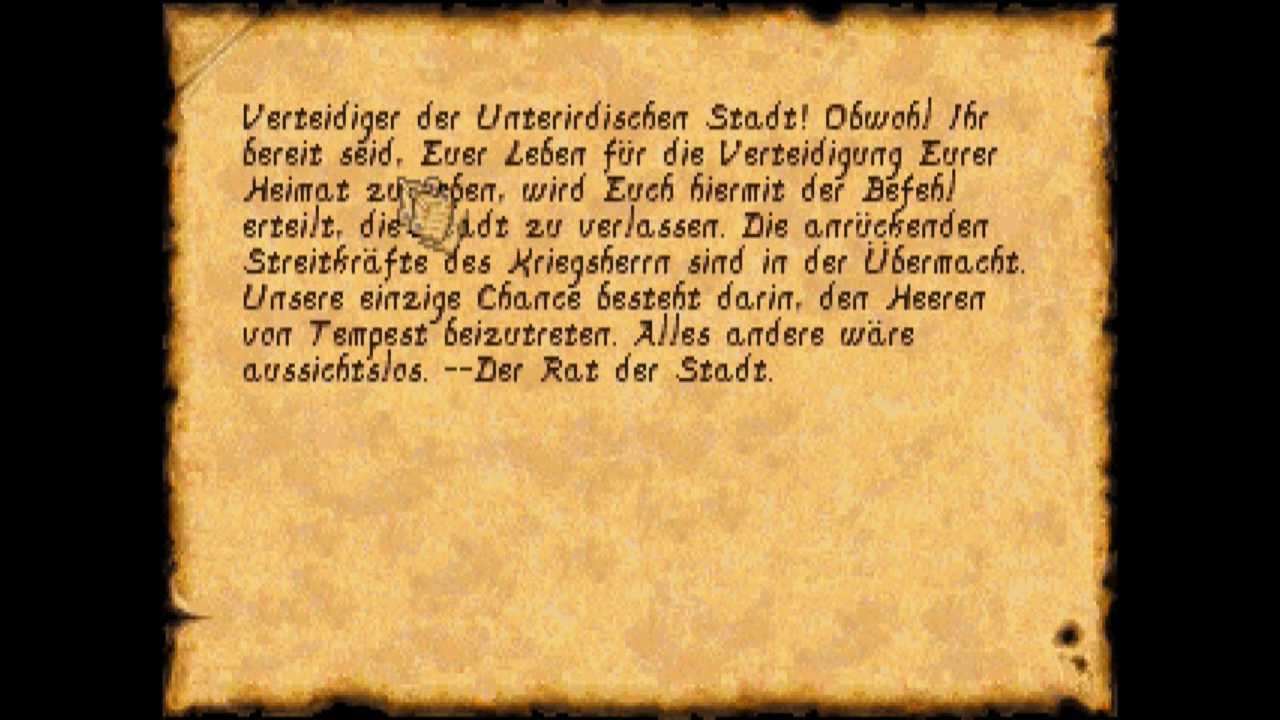 Verteidiger der Unterirdischen Stadt! Obwohl Ihr
bereit seid, Euer Leben für die Verteidigung Eurer
Heimat wird Euch hiermit der Befehl
erteilt, die zu verlassen. Die anrückenden
Streitkräfte des Kriegsherrn sind in der Übermacht.
Unsere einzige Chance besteht darin, den Heeren
von Tempest beizutreten. Alles andere wäre
aussichtslos. --Der Rat der Stadt.